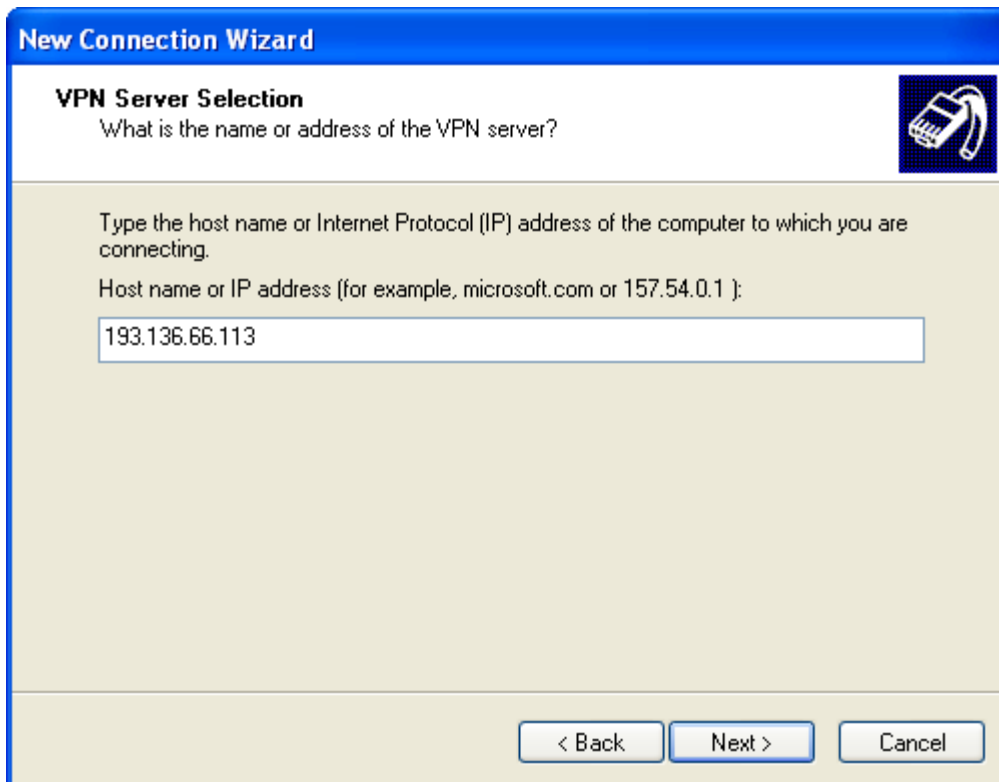 New Connection Wizard
VPN Server Selection
What is the name or address of the VPN server?
Type the host name or Internet Protocol (IP) address of the computer to which you are
connecting.
Host name or IP address (for example, microsoft.com or 157.54.0.1 ):
193.136.66.113
< Back
Next >
Cancel